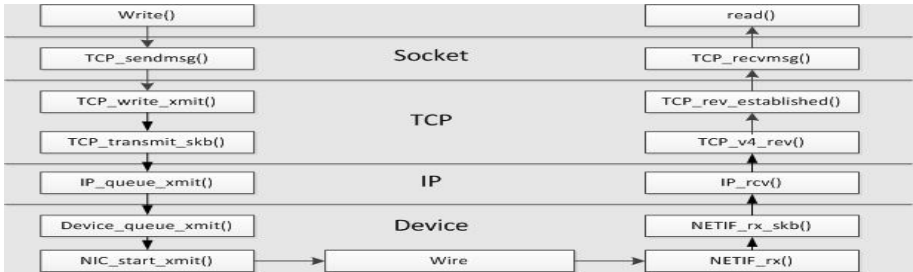 Write()
read()
TCP_sendmsg()
Socket
TCP_recvmsg()
TCP_write_xmit()
TCP_rev_established()
TCP
TCP_transmit_skb()
TCP_v4_rev()
IP_queue_xmit()
IP
IP_rcv()
Device_queue_xmit()
Device
NETIF_rx_skb()
NIC_start_xmit()
Wire
NETIF_rx()